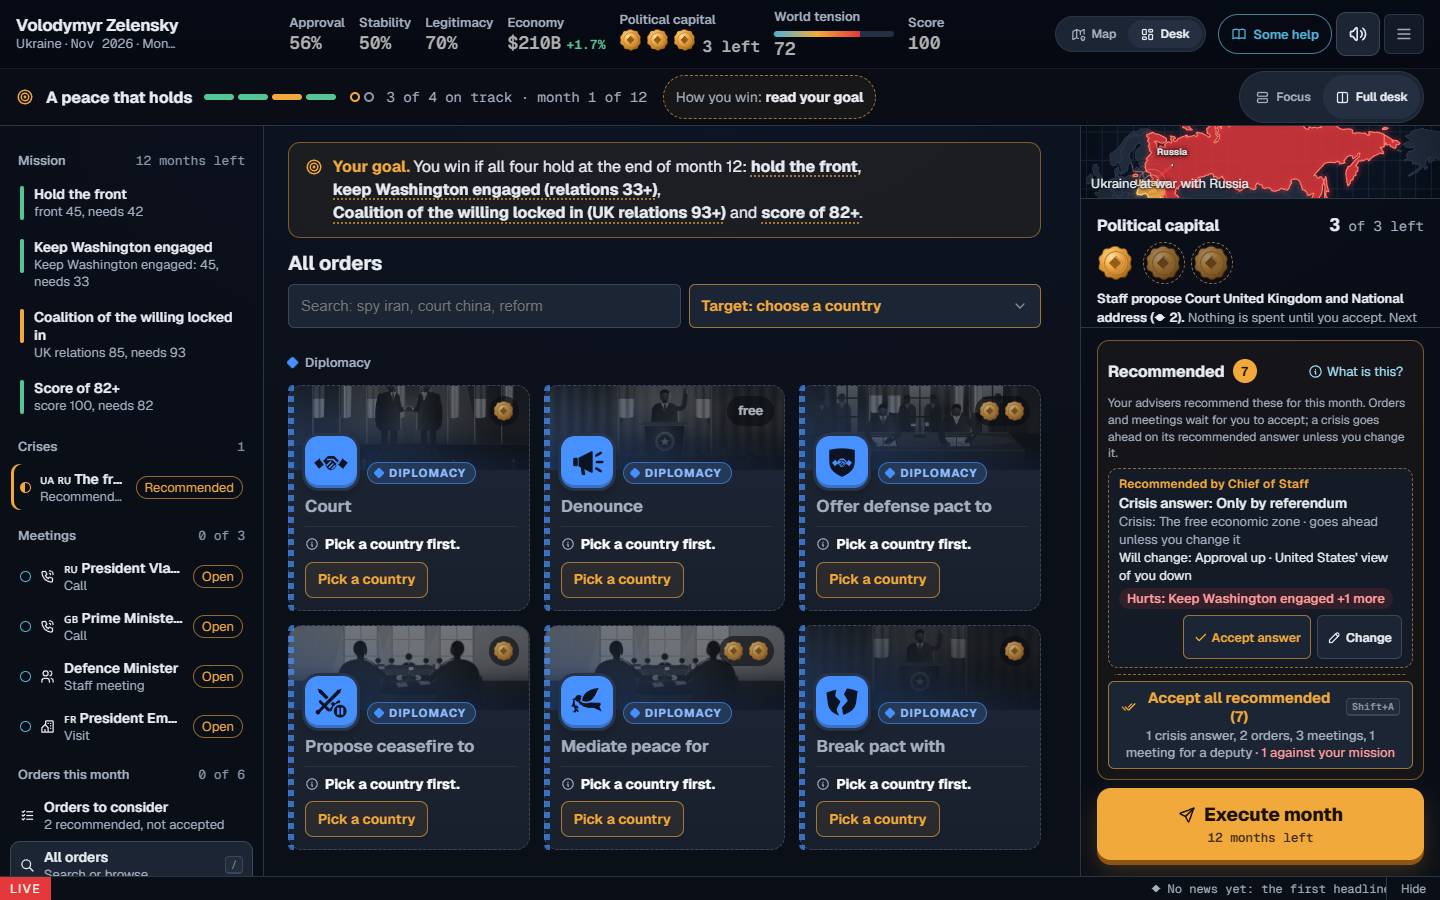 Volodymyr Zelensky
Ukraine · Nov 2026 · Mon...
Approval
56%
Stability
50%
Legitimacy
70%
Economy
$210B +1.7%
Political capital
3 left
World tension
72
Score
100
Map
Desk
Some help
A peace that holds
3 of 4 on track · month 1 of 12
How you win: read your goal
Focus
Full desk
Mission
12 months left
Hold the front
front 45, needs 42
Keep Washington engaged
Keep Washington engaged: 45,
needs 33
Coalition of the willing locked
in
UK relations 85, needs 93
Score of 82+
score 100, needs 82
Crises
1
UA RU The fr...
Recommend...
Recommended
Meetings
0 of 3
RU President Vla...
Call
Open
GB Prime Ministe...
Call
Open
Defence Minister
Staff meeting
Open
FR President Em...
Visit
Open
Orders this month
0 of 6
Orders to consider
2 recommended, not accepted
All orders
Search or browse
/
Your goal. You win if all four hold at the end of month 12: hold the front,
keep Washington engaged (relations 33+),
Coalition of the willing locked in (UK relations 93+) and score of 82+.
All orders
Search: spy iran, court china, reform
Target: choose a country
Diplomacy
DIPLOMACY
Court
Pick a country first.
Pick a country
free
DIPLOMACY
Denounce
Pick a country first.
Pick a country
DIPLOMACY
Offer defense pact to
Pick a country first.
Pick a country
DIPLOMACY
Propose ceasefire to
Pick a country first.
Pick a country
DIPLOMACY
Mediate peace for
Pick a country first.
Pick a country
DIPLOMACY
Break pact with
Pick a country first.
Pick a country
Russia
Ukraine at war with Russia
Political capital
3 of 3 left
Staff propose Court United Kingdom and National
address (◆ 2). Nothing is spent until you accept. Next
Recommended 7
What is this?
Your advisers recommend these for this month. Orders
and meetings wait for you to accept; a crisis goes
ahead on its recommended answer unless you change
it.
Recommended by Chief of Staff
Crisis answer: Only by referendum
Crisis: The free economic zone · goes ahead
unless you change it
Will change: Approval up · United States' view
of you down
Hurts: Keep Washington engaged +1 more
Accept answer
Change
Accept all recommended
(7)
Shift+A
1 crisis answer, 2 orders, 3 meetings, 1
meeting for a deputy · 1 against your mission
Execute month
12 months left
LIVE
◆ No news yet: the first headline
Hide